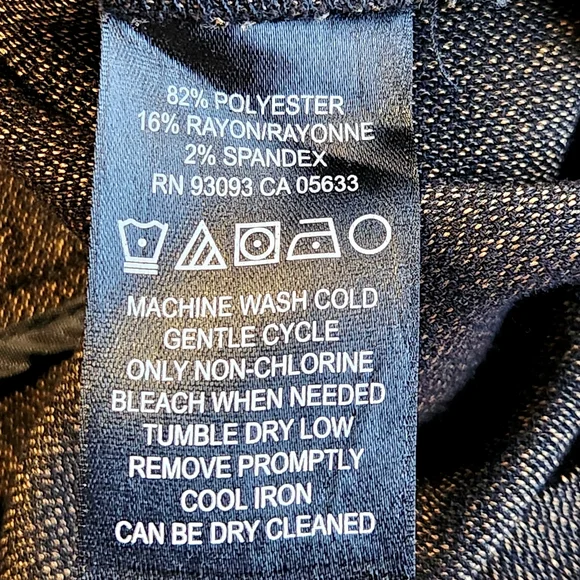 82% POLYESTER
16% RAYON/RAYONNE
2% SPANDEX
RN 93093 CA 05633
MACHINE WASH COLD
GENTLE CYCLE
ONLY NON-CHLORINE
BLEACH WHEN NEEDED
TUMBLE DRY LOW
REMOVE PROMPTLY
COOL IRON
CAN BE DRY CLEANED